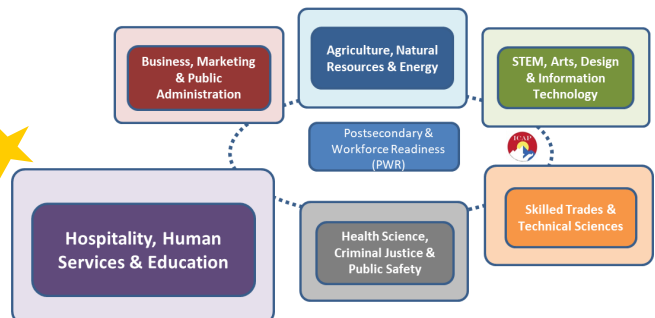 Business, Marketing
& Public
Administration
Agriculture, Natural
Resources & Energy
STEM, Arts, Design
& Information
Technology
Postsecondary &
Workforce Readiness
(PWR)
ICAP
Hospitality, Human
Services & Education
Health Science,
Criminal Justice &
Public Safety
Skilled Trades &
Technical Sciences